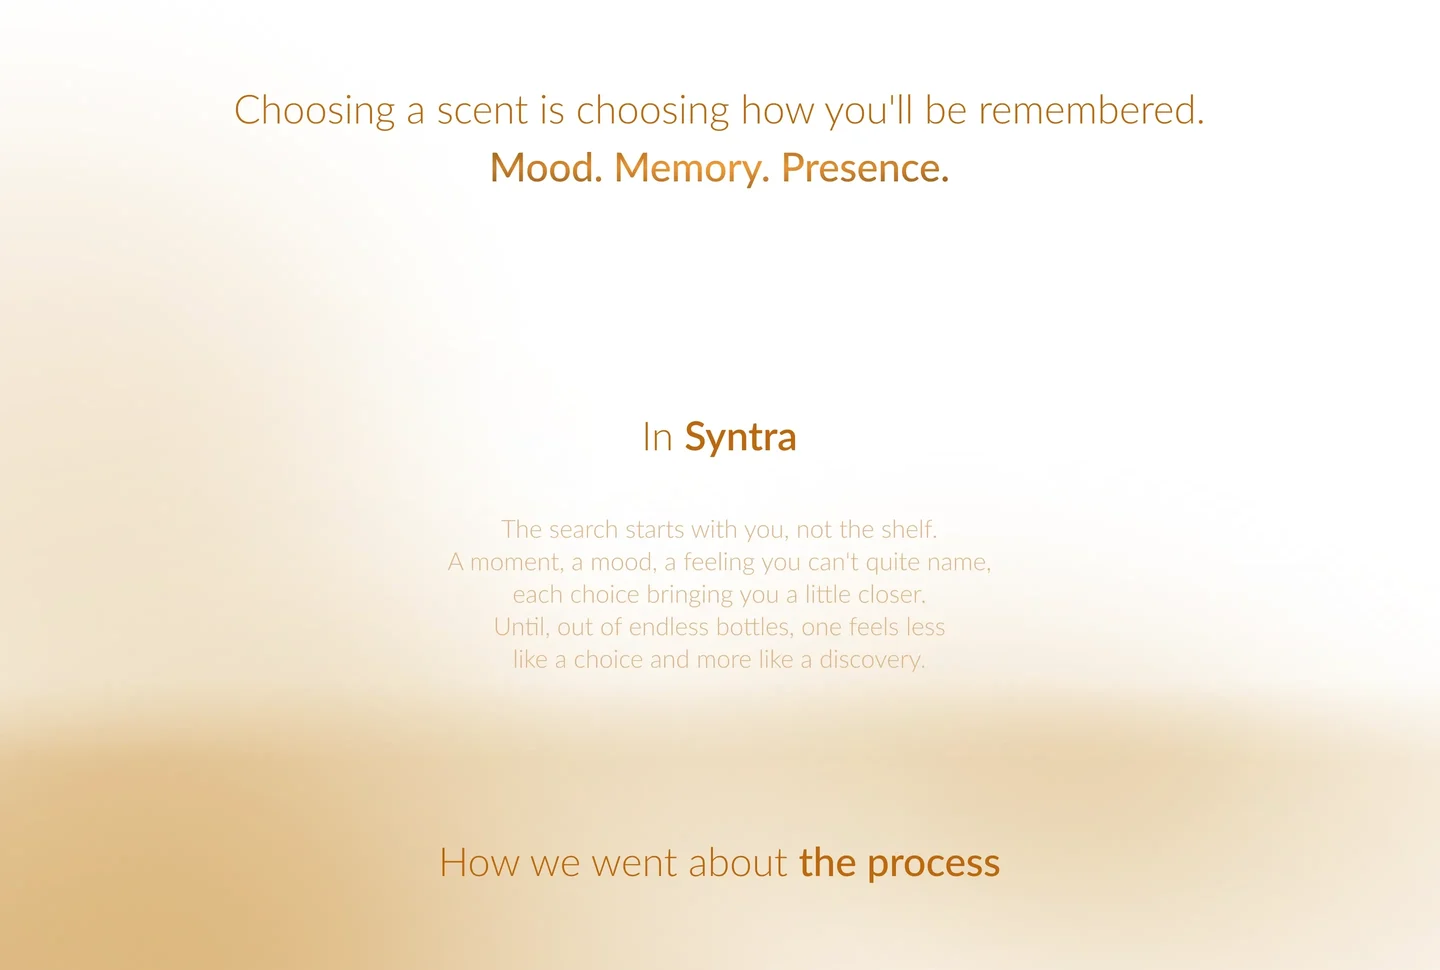 Choosing a scent is choosing how you'll be remembered.
Mood. Memory. Presence.
In Syntra
The search starts with you, not the shelf.
A moment, a mood, a feeling you can't quite name,
each choice bringing you a little closer.
Until, out of endless bottles, one feels less
like a choice and more like a discovery.
How we went about the process